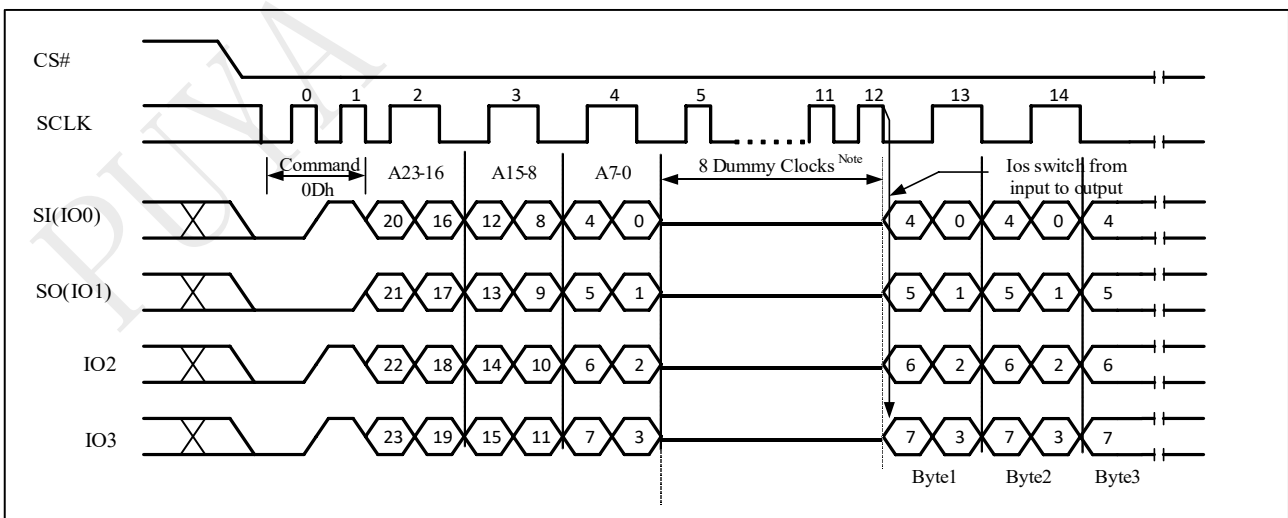 PUYA
CS#
0 1 2 3 4 5 11 12 13 14
SCLK
Command
0Dh
A23-16 A15-8 A7-0
8 Dummy Clocks Note
Ios switch from
input to output
SI(IO0) 20 16 12 8 4 0 4 0 4 0 4
SO(IO1) 21 17 13 9 5 1 5 1 5 1 5
IO2 22 18 14 10 6 2 6 2 6 2 6
IO3 23 19 15 11 7 3 7 3 7 3 7
Byte1 Byte2 Byte3